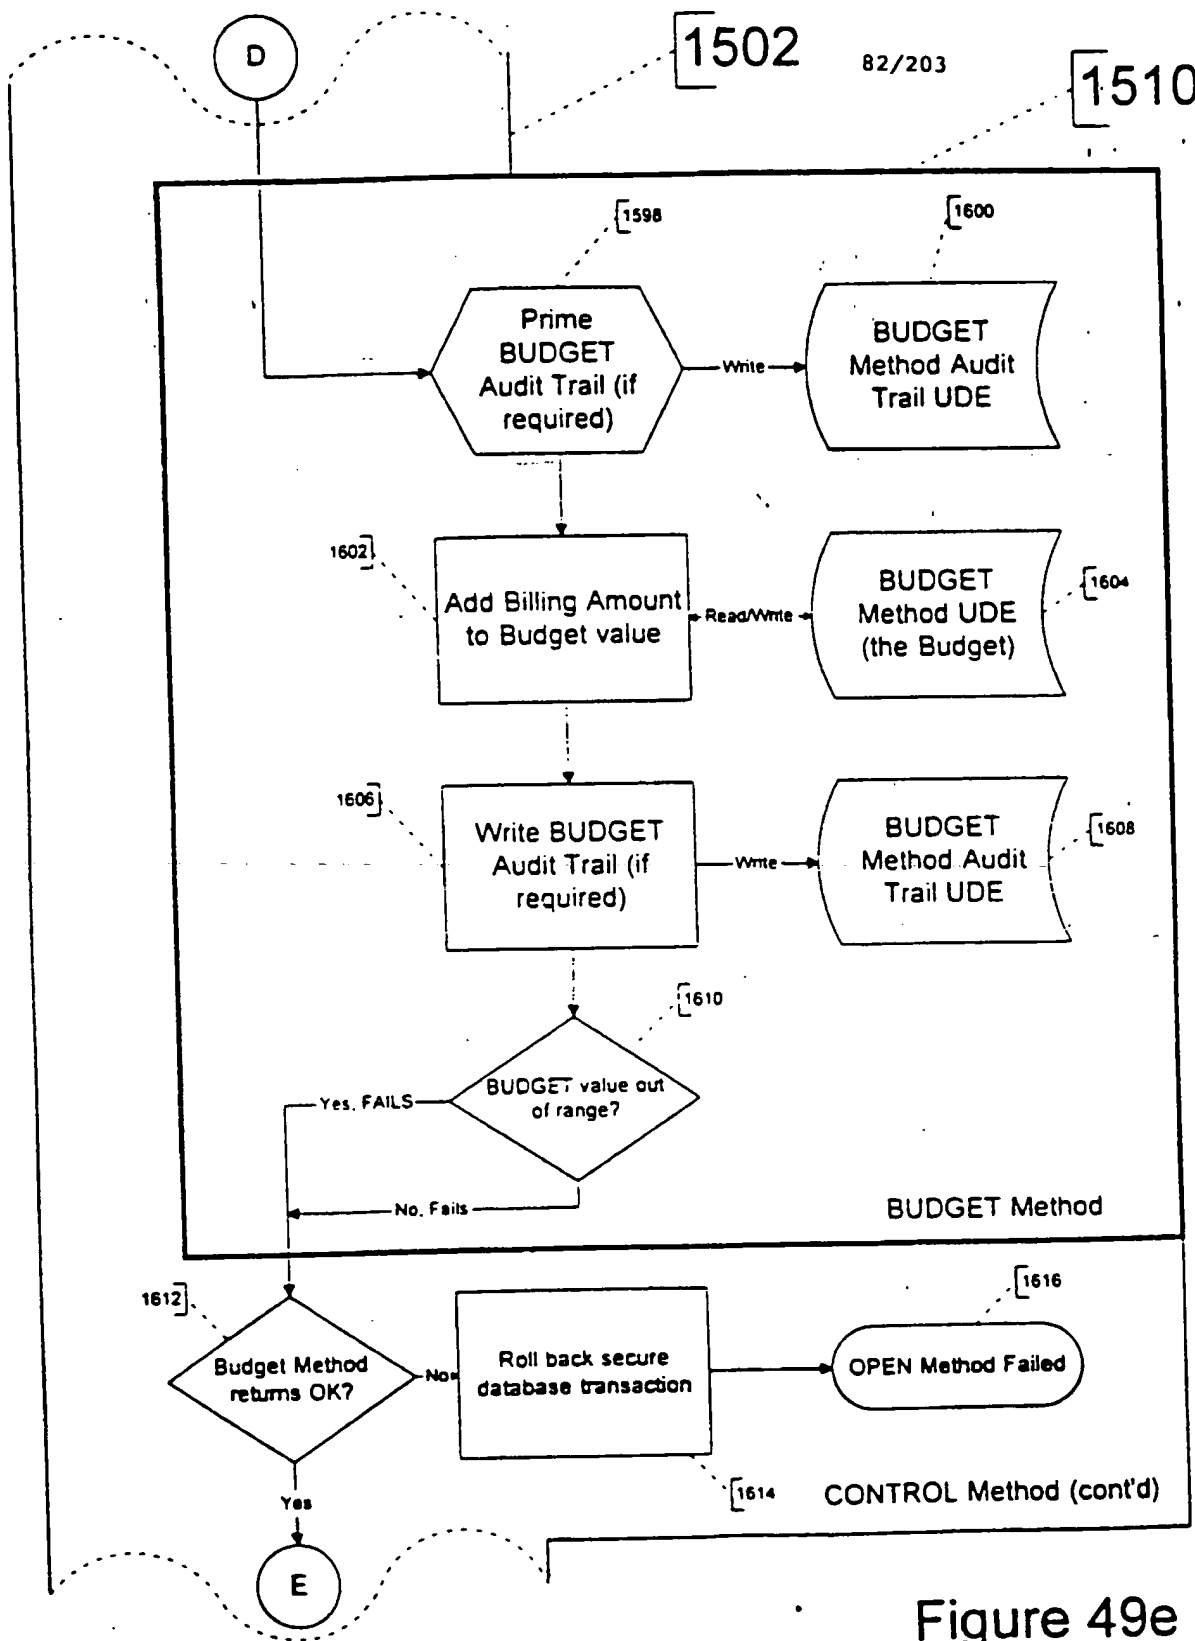 D
1502
82/203
1510
1598
1600
Prime
BUDGET
Audit Trail (if
required)
Write
BUDGET
Method Audit
Trail UDE
1602
Add Billing Amount
to Budget value
Read/Write
BUDGET
Method UDE
(the Budget)
1604
1606
Write BUDGET
Audit Trail (if
required)
Write
BUDGET
Method Audit
Trail UDE
1608
1610
BUDGET value out
of range?
Yes, FAILS
No, Fails
BUDGET Method
1612
Budget Method
returns OK?
No
Roll back secure
database transaction
1616
OPEN Method Failed
1614
CONTROL Method (cont'd)
Yes
E
Figure 49e